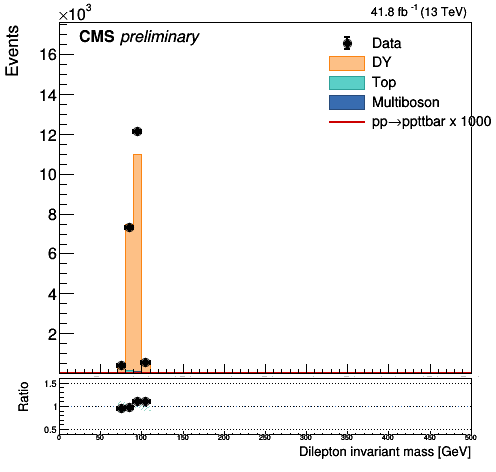 ×10³
41.8 fb⁻¹ (13 TeV)
CMS preliminary
Events
16
14
12
10
8
6
4
2
Data
DY
Top
Multiboson
pp→ppttbar x 1000
Ratio
1.5
1
0.5
0 50 100 150 200 250 300 350 400 450 500
Dilepton invariant mass [GeV]